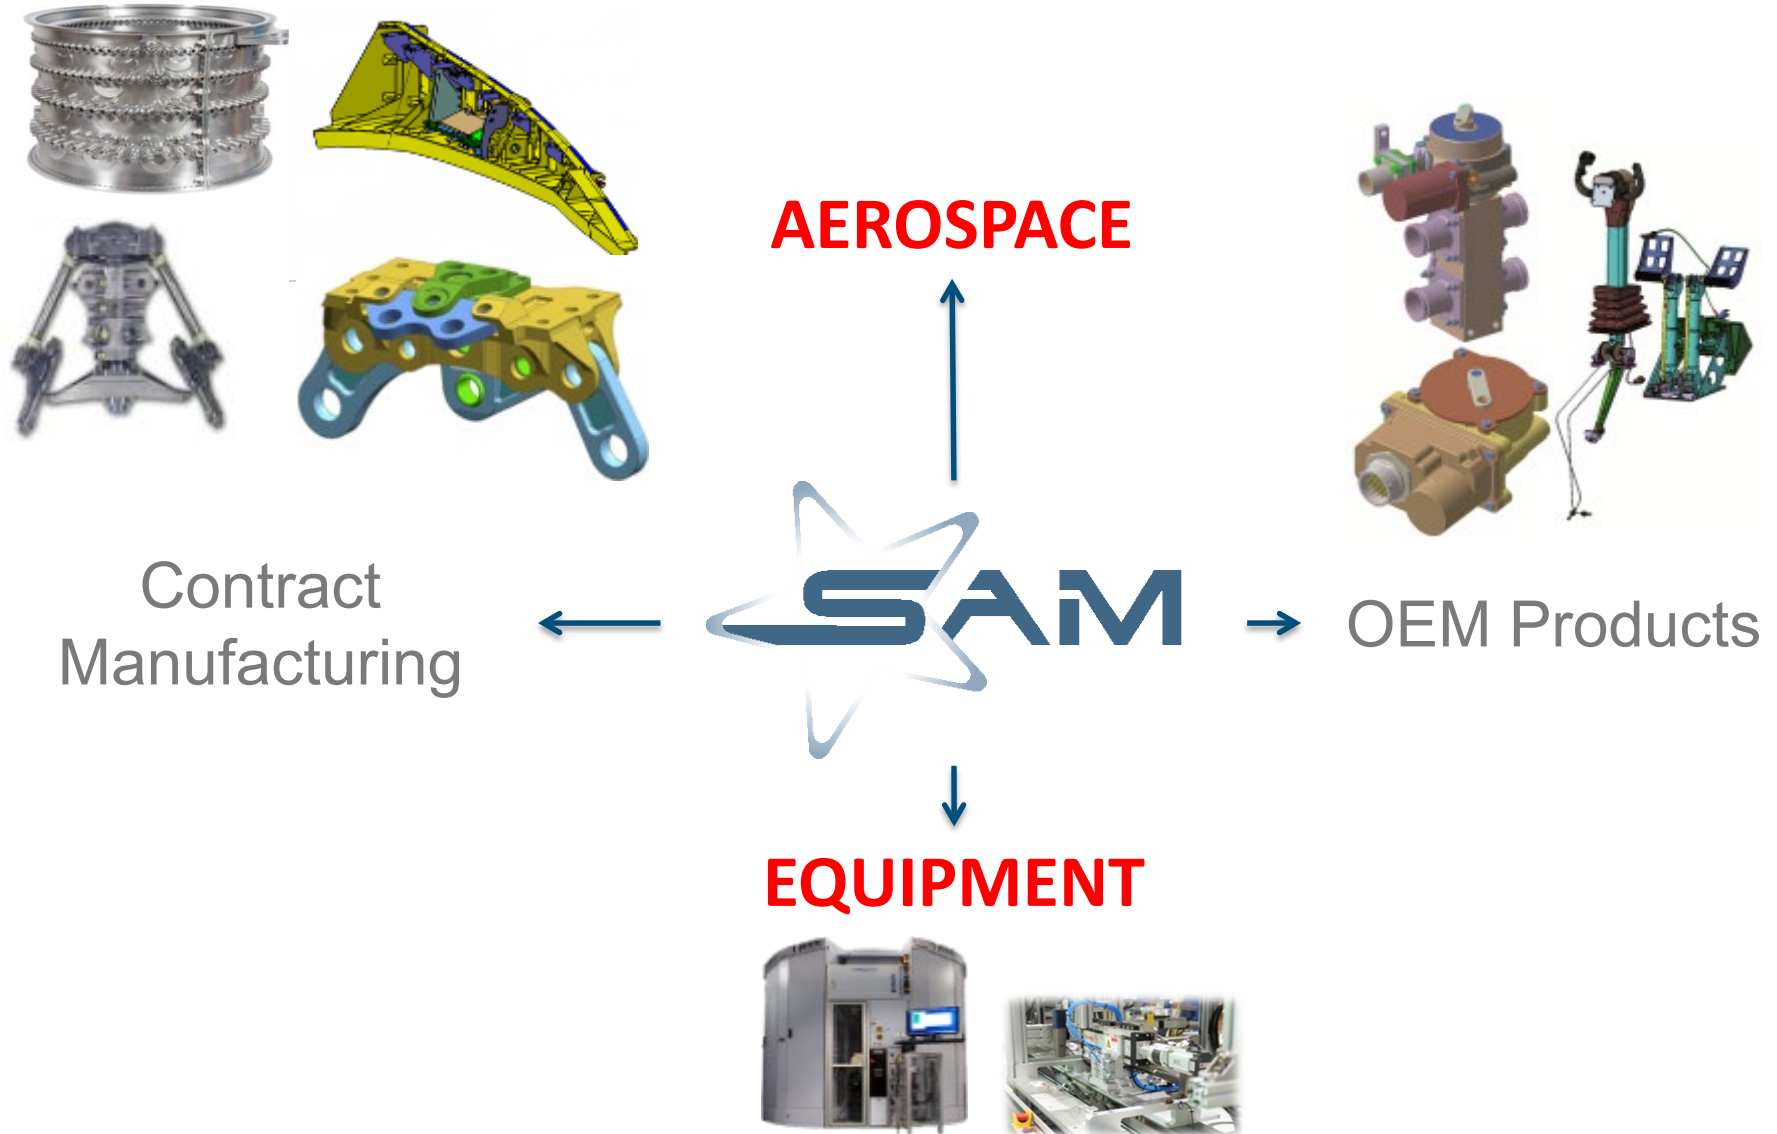 AEROSPACE
Contract
Manufacturing
SAM
OEM Products
EQUIPMENT